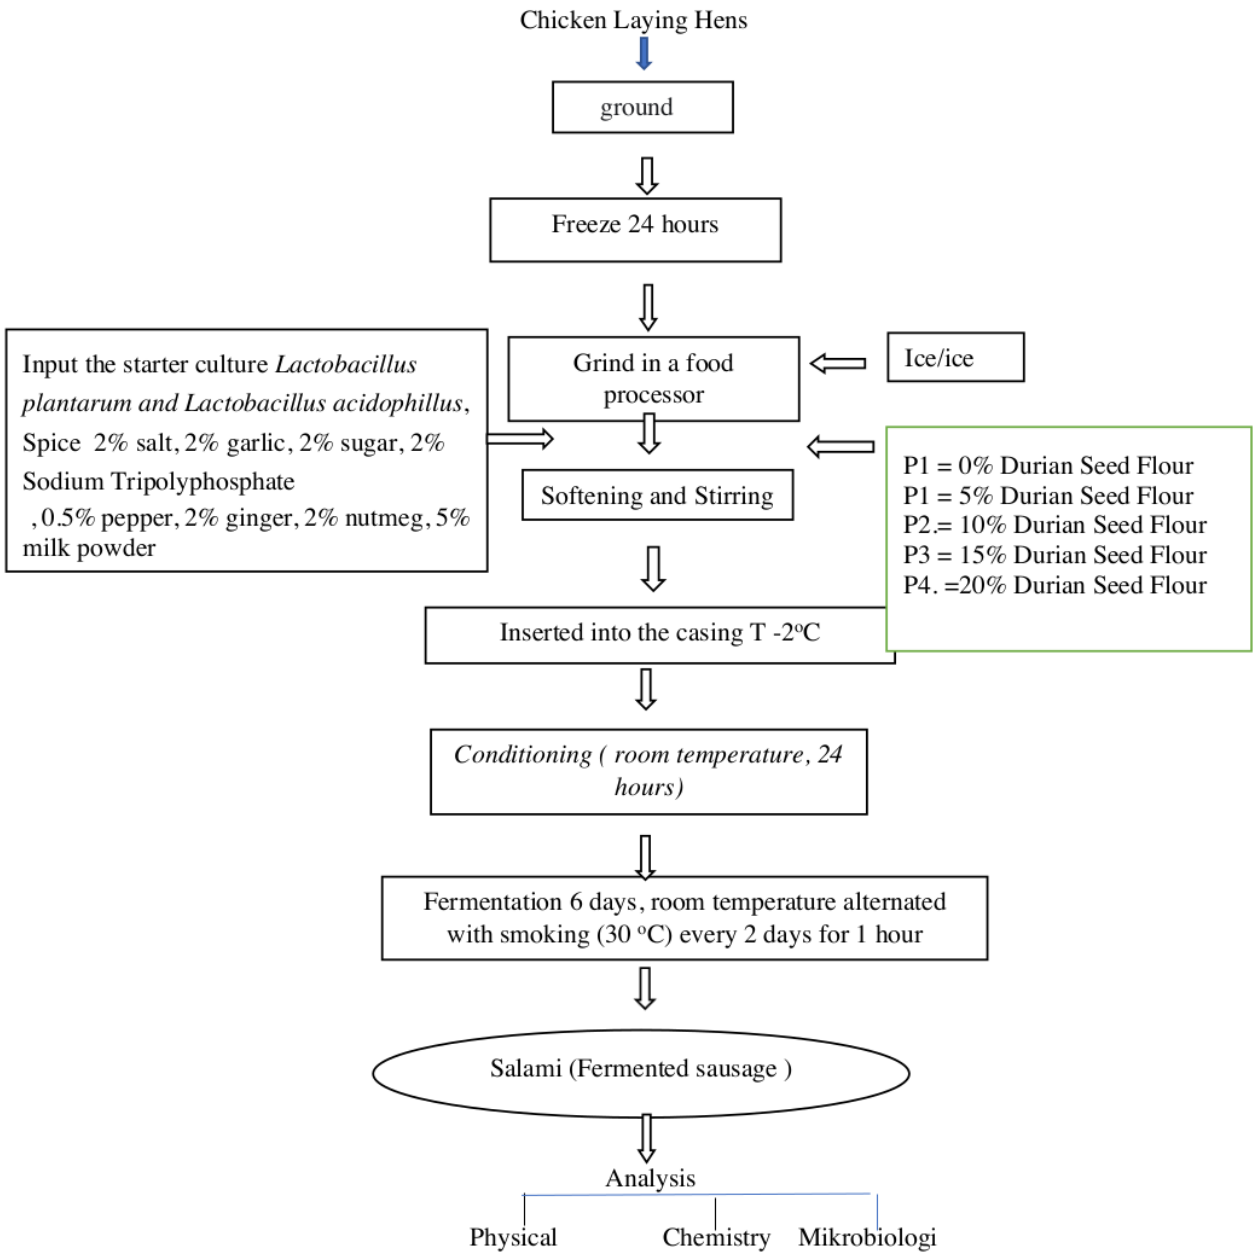 Chicken Laying Hens
ground
Freeze 24 hours
Grind in a food
processor
Ice/ice
Input the starter culture Lactobacillus
plantarum and Lactobacillus acidophillus,
Spice 2% salt, 2% garlic, 2% sugar, 2%
Sodium Tripolyphosphate
, 0.5% pepper, 2% ginger, 2% nutmeg, 5%
milk powder
P1 = 0% Durian Seed Flour
P1 = 5% Durian Seed Flour
P2.= 10% Durian Seed Flour
P3 = 15% Durian Seed Flour
P4. =20% Durian Seed Flour
Softening and Stirring
Inserted into the casing T -2°C
Conditioning ( room temperature, 24
hours)
Fermentation 6 days, room temperature alternated
with smoking (30 °C) every 2 days for 1 hour
Salami (Fermented sausage )
Analysis
Physical
Chemistry
Mikrobiologi